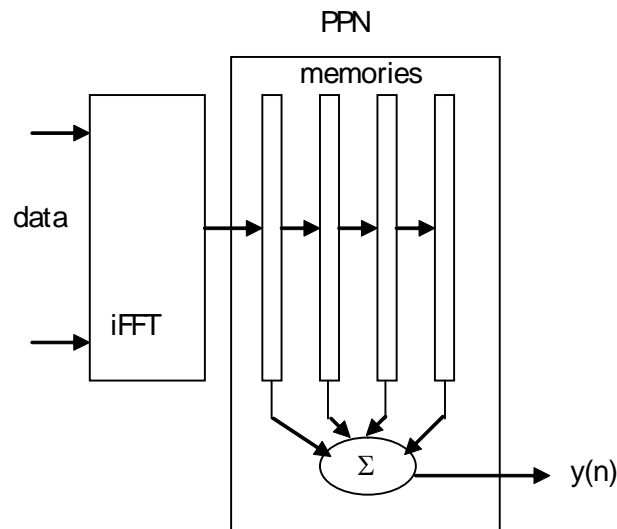 PPN
memories
data
iFFT
Σ
y(n)